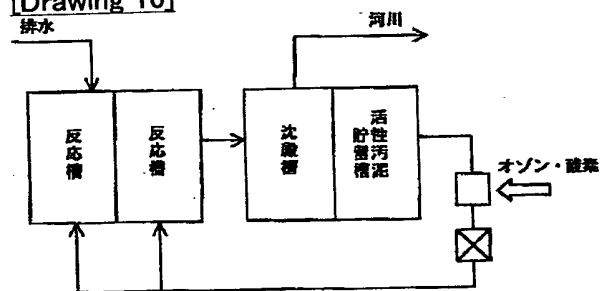 [Drawing 10]
排水
河川
反応槽
反応槽
沈殿槽
活性汚泥
貯留槽
オゾン・酸素